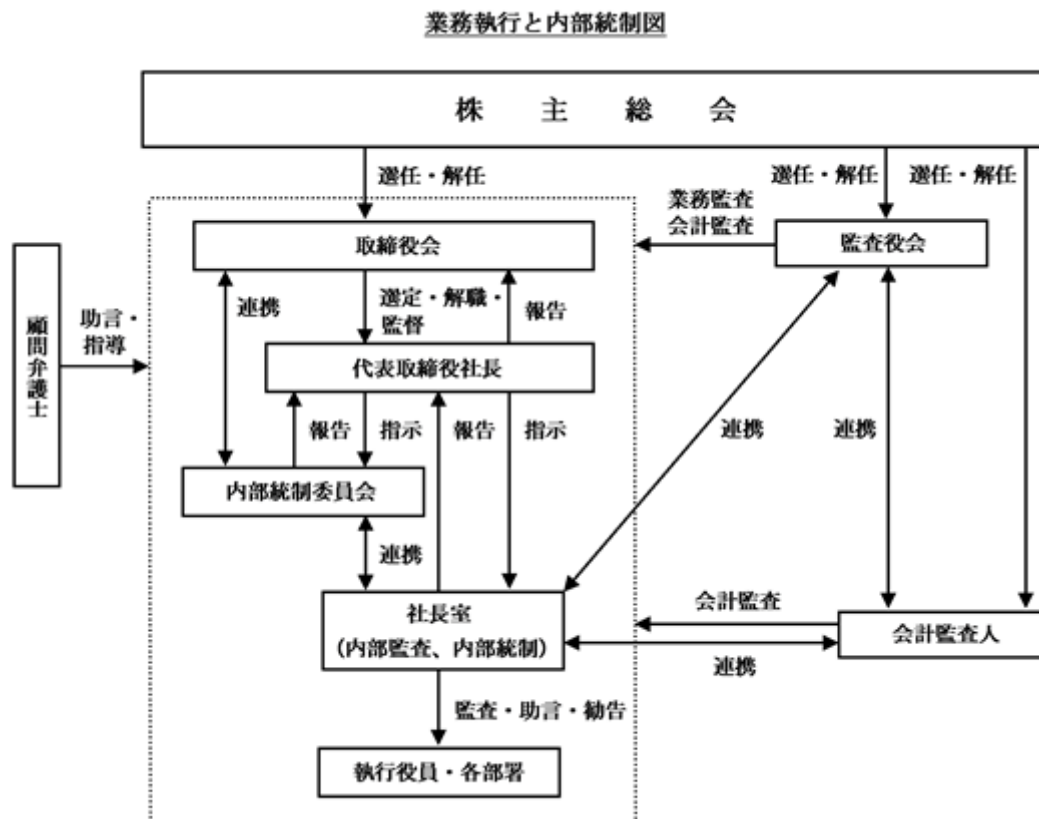 業務執行と内部統制図
株主総会
選任・解任
選任・解任
選任・解任
業務監査
会計監査
取締役会
監査役会
顧問弁護士
助言・
指導
連携
選定・解職・
監督
報告
代表取締役社長
報告
指示
報告
指示
連携
連携
内部統制委員会
連携
社長室
（内部監査、内部統制）
会計監査
会計監査人
連携
監査・助言・勧告
執行役員・各部署